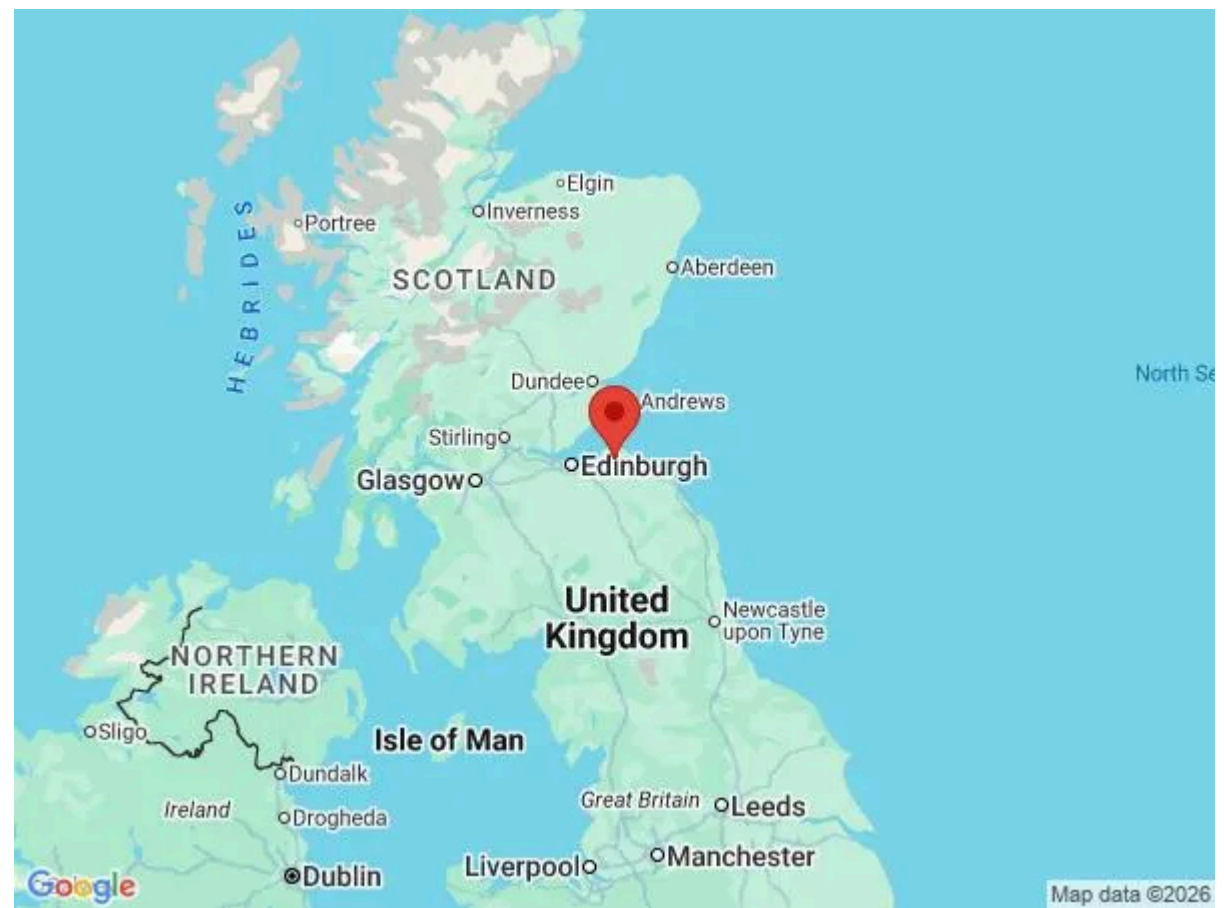 Elgin
Inverness
Portree
HEBRIDES
Aberdeen
SCOTLAND
North Se
Dundee
Andrews
Stirling
Edinburgh
Glasgow
United
Kingdom
Newcastle
upon Tyne
NORTHERN
IRELAND
Sligo
Isle of Man
Dundalk
Ireland
Great Britain
Leeds
Drogheda
Manchester
Liverpool
Dublin
Google
Map data ©2026